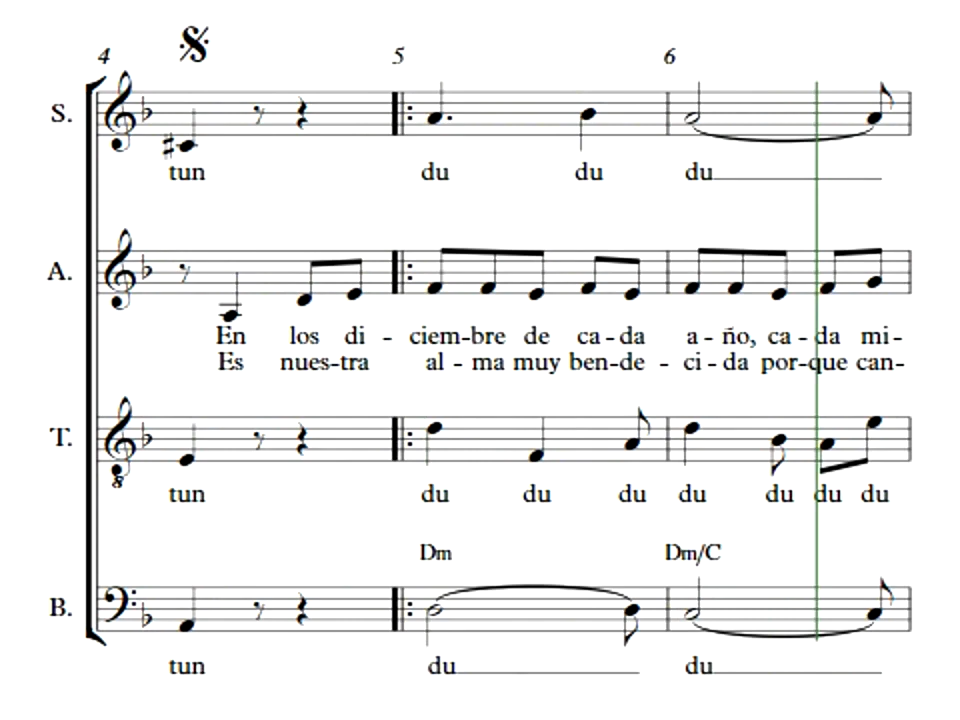 4 5 6
S.
tun du du du
A.
En los di - ciem-bre de ca - da a - ño, ca - da mi-
Es nues-tra al - ma muy ben-de - ci - da por-que can-
T.
8
tun du du du du du du du
Dm Dm/C
B.
tun du du